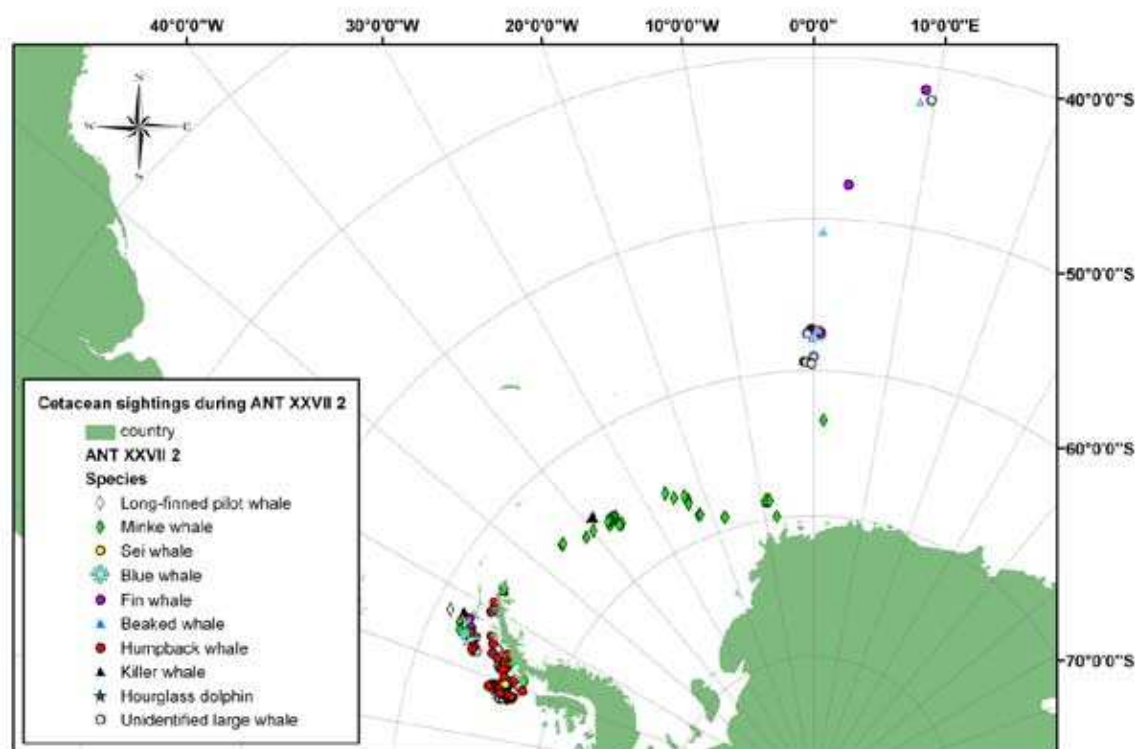 40°0'0"W 30°0'0"W 20°0'0"W 10°0'0"W 0°0'0" 10°0'0"E
N
W E
S
40°0'0"S
50°0'0"S
60°0'0"S
70°0'0"S
Cetacean sightings during ANT XXVII 2
country
ANT XXVII 2
Species
Long-finned pilot whale
Minke whale
Sei whale
Blue whale
Fin whale
Beaked whale
Humpback whale
Killer whale
Hourglass dolphin
Unidentified large whale